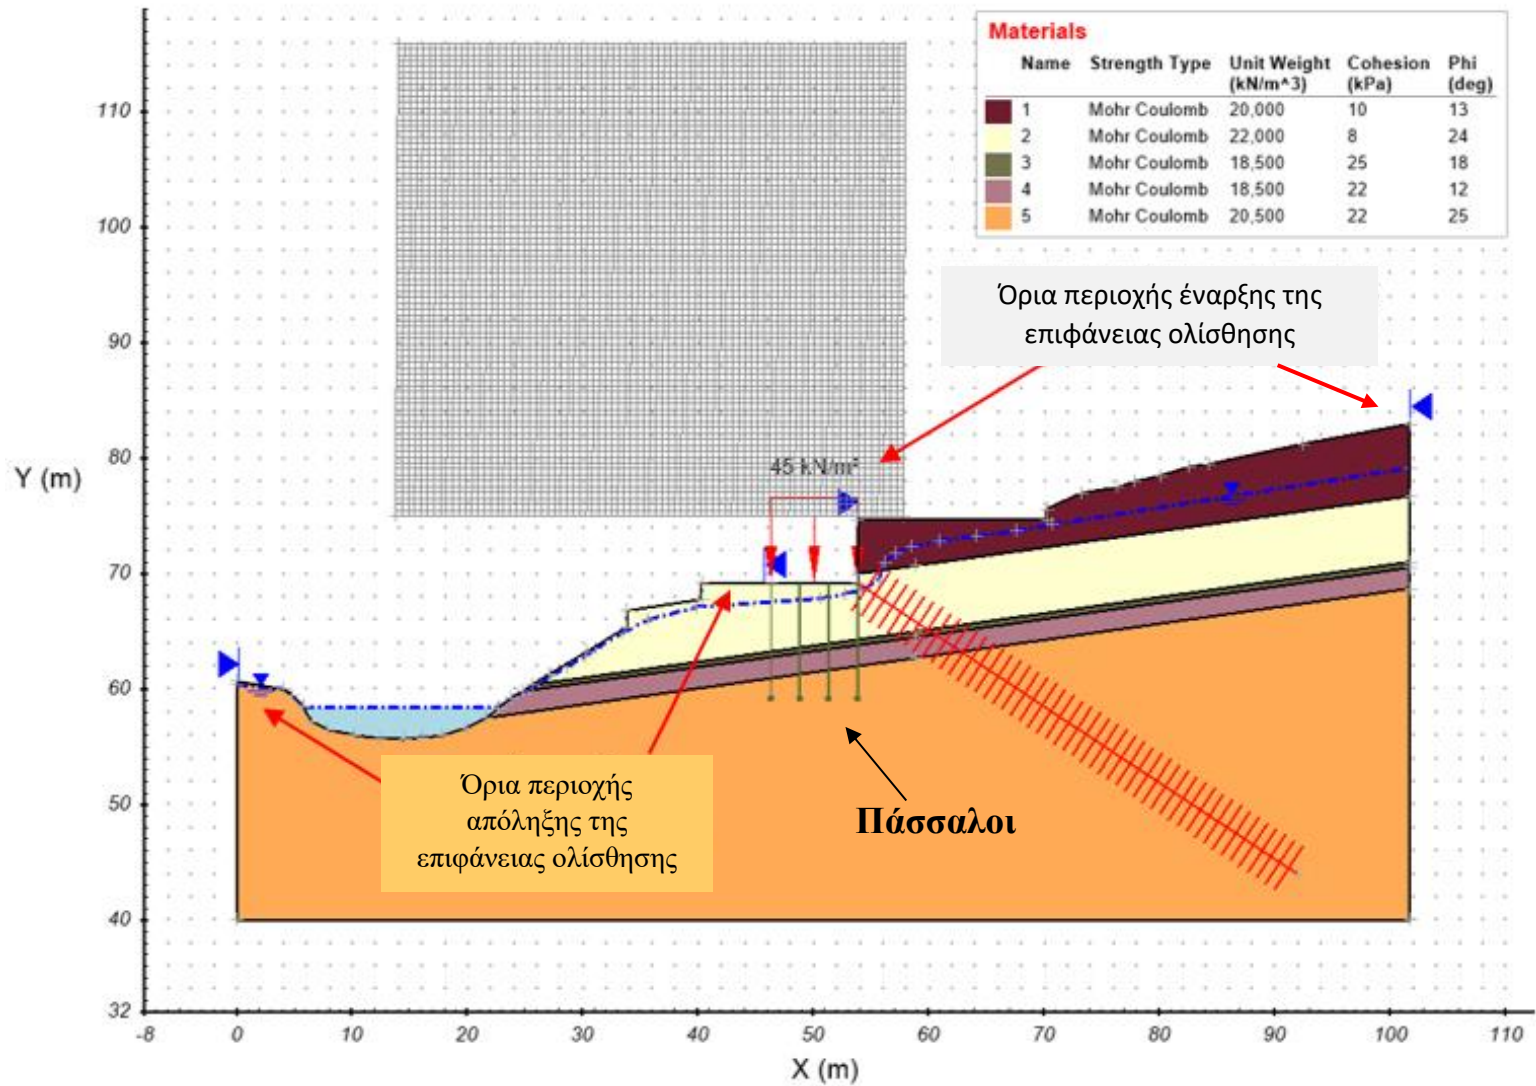 Materials
Name Strength Type Unit Weight (kN/m^3) Cohesion (kPa) Phi (deg)
1 Mohr Coulomb 20,000 10 13
2 Mohr Coulomb 22,000 8 24
3 Mohr Coulomb 18,500 25 18
4 Mohr Coulomb 18,500 22 12
5 Mohr Coulomb 20,500 22 25
Όρια περιοχής έναρξης της
επιφάνειας ολίσθησης
45 kN/m²
Όρια περιοχής
απόληξης της
επιφάνειας ολίσθησης
Πάσσαλοι
Y (m)
110
100
90
80
70
60
50
40
32
-8 0 10 20 30 40 50 60 70 80 90 100 110
X (m)